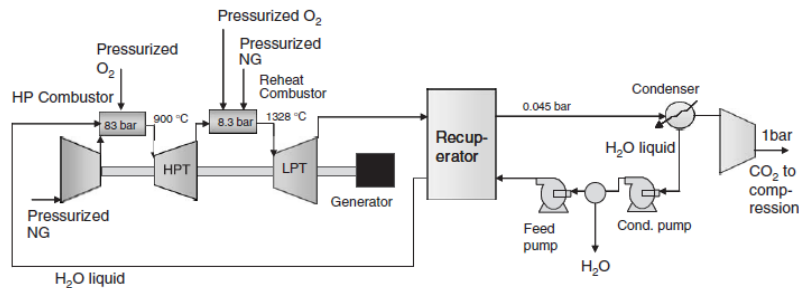 Pressurized O2
Pressurized
O2
Pressurized
NG
Reheat
Combustor
HP Combustor
83 bar
900 °C
8.3 bar
1328 °C
HPT
LPT
Generator
Pressurized
NG
H2O liquid
Recup-
erator
0.045 bar
Condenser
H2O liquid
1bar
CO2 to
comp-
ression
Feed
pump
Cond. pump
H2O